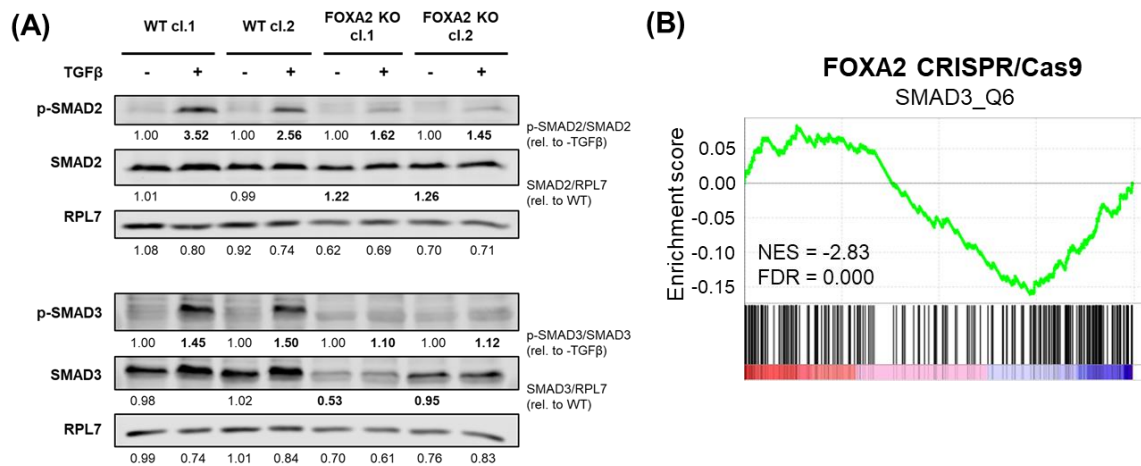 (A)
WT cl.1 WT cl.2 FOXA2 KO cl.1 FOXA2 KO cl.2
TGFβ - + - + - + - +
p-SMAD2
1.00 3.52 1.00 2.56 1.00 1.62 1.00 1.45
p-SMAD2/SMAD2
(rel. to -TGFβ)
SMAD2
1.01 0.99 1.22 1.26
SMAD2/RPL7
(rel. to WT)
RPL7
1.08 0.80 0.92 0.74 0.62 0.69 0.70 0.71
p-SMAD3
1.00 1.45 1.00 1.50 1.00 1.10 1.00 1.12
p-SMAD3/SMAD3
(rel. to -TGFβ)
SMAD3
0.98 1.02 0.53 0.95
SMAD3/RPL7
(rel. to WT)
RPL7
0.99 0.74 1.01 0.84 0.70 0.61 0.76 0.83
(B)
FOXA2 CRISPR/Cas9
SMAD3_Q6
Enrichment score
0.05
0.00
-0.05
-0.10
-0.15
NES = -2.83
FDR = 0.000